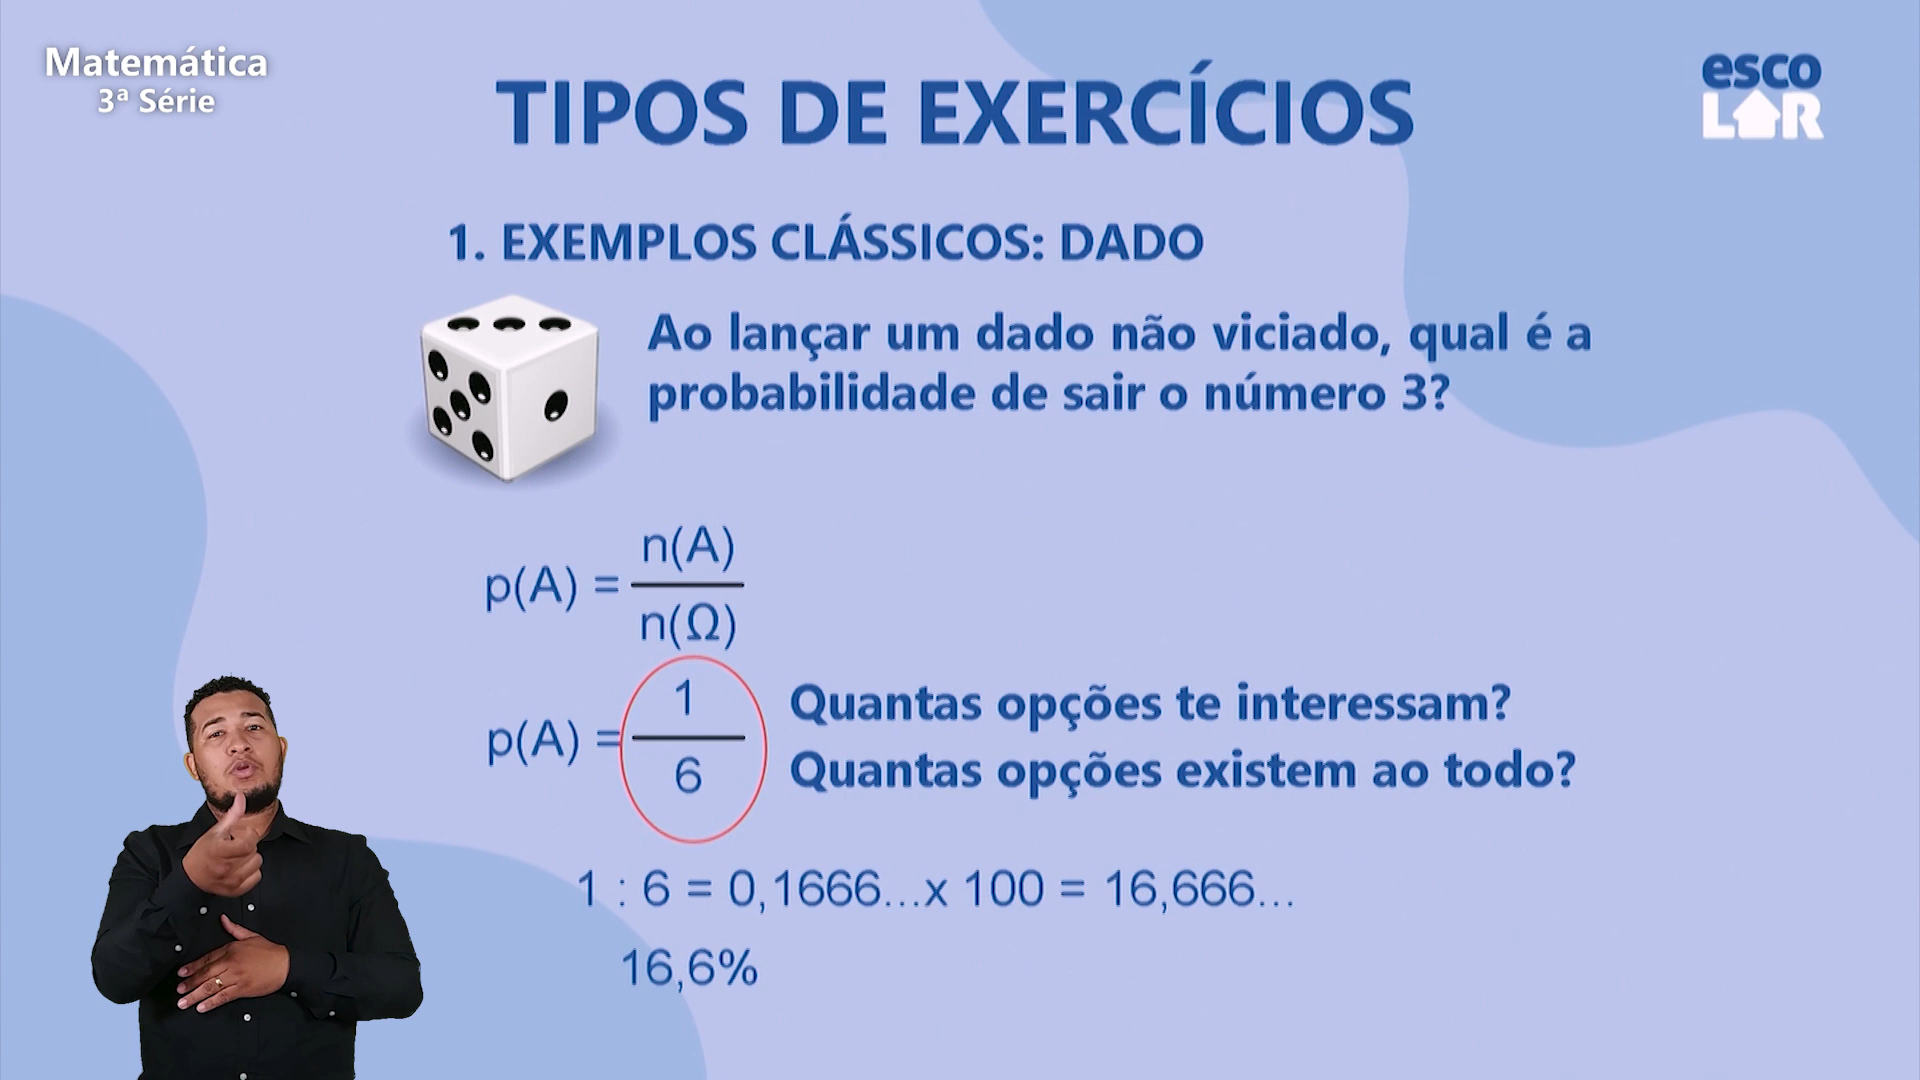 Matemática
3ª Série
TIPOS DE EXERCÍCIOS
esco
LAR
1. EXEMPLOS CLÁSSICOS: DADO
Ao lançar um dado não viciado, qual é a
probabilidade de sair o número 3?
n(A)
p(A) =
n(Ω)
1
p(A) =
6
Quantas opções te interessam?
Quantas opções existem ao todo?
1 : 6 = 0,1666...x 100 = 16,666...
16,6%